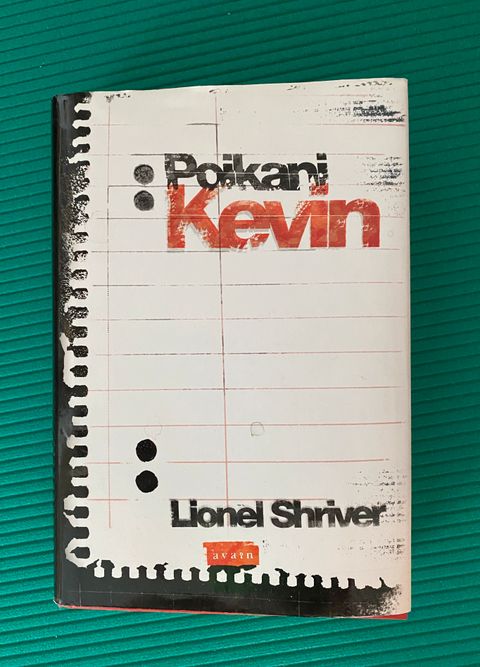 Poikani
Kevin
Lionel Shriver
avain